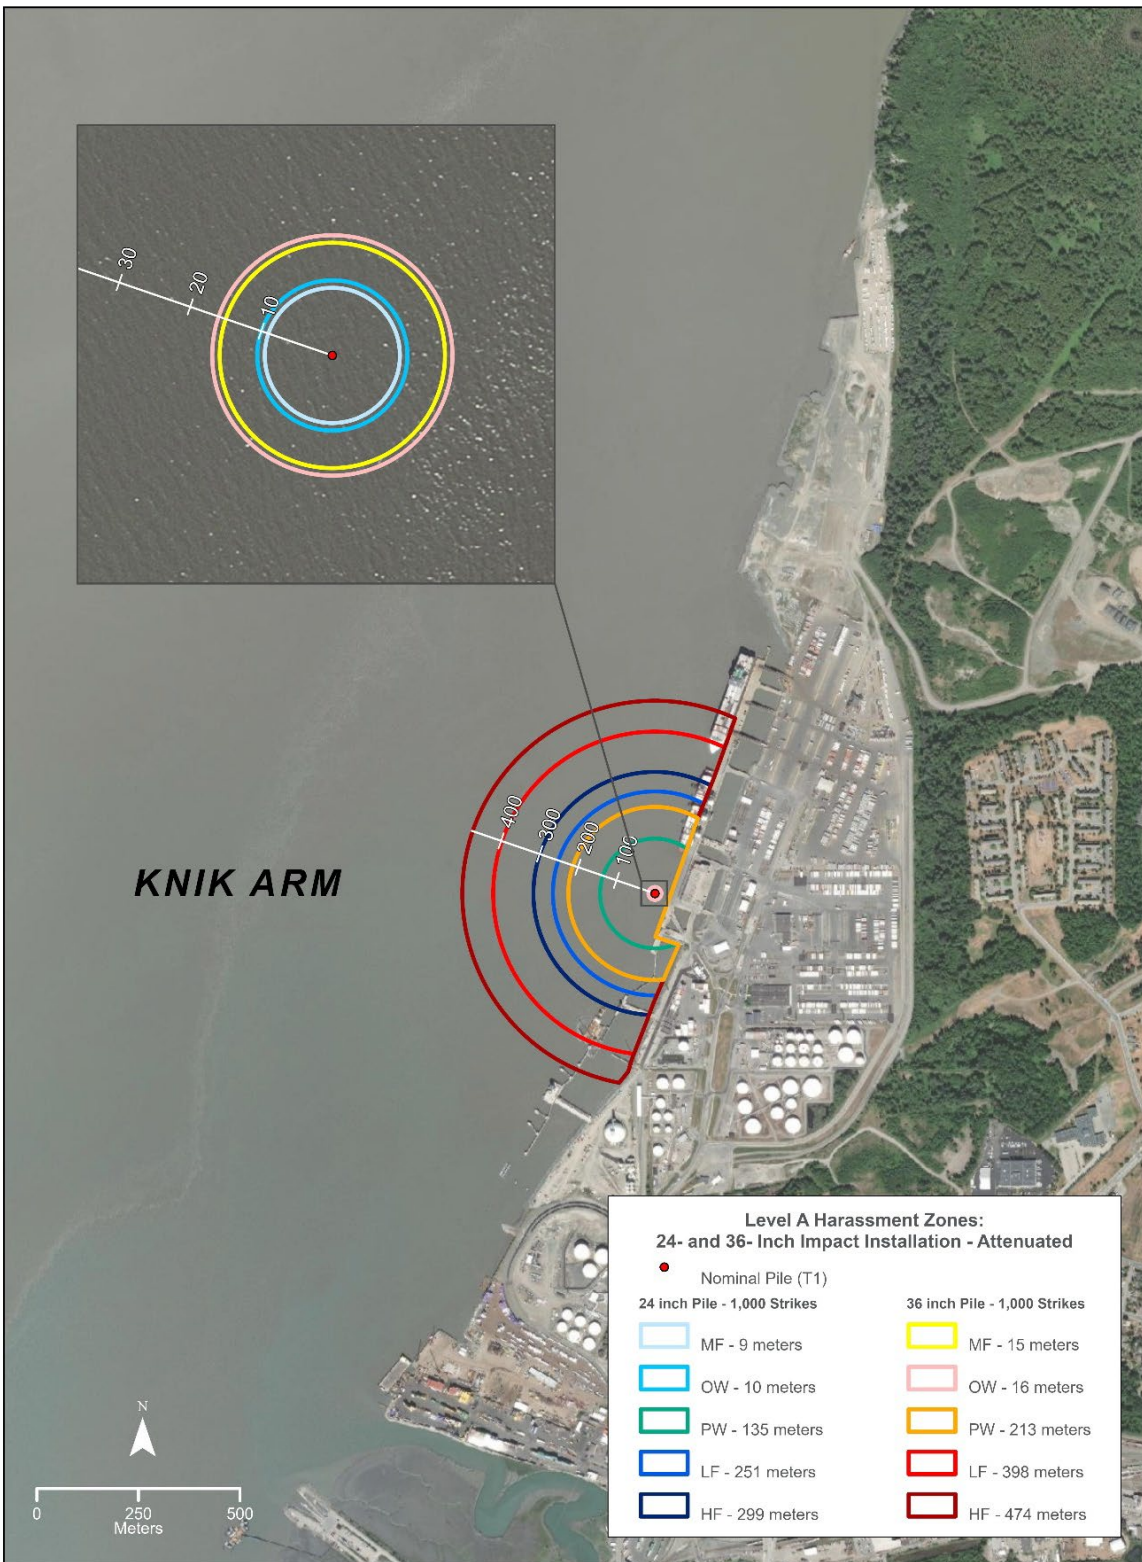 30
20
10
400
300
200
100
KNIK ARM
Level A Harassment Zones:
24- and 36- Inch Impact Installation - Attenuated
Nominal Pile (T1)
24 inch Pile - 1,000 Strikes
36 inch Pile - 1,000 Strikes
MF - 9 meters
MF - 15 meters
OW - 10 meters
OW - 16 meters
PW - 135 meters
PW - 213 meters
LF - 251 meters
LF - 398 meters
HF - 299 meters
HF - 474 meters
N
0 250 500
Meters